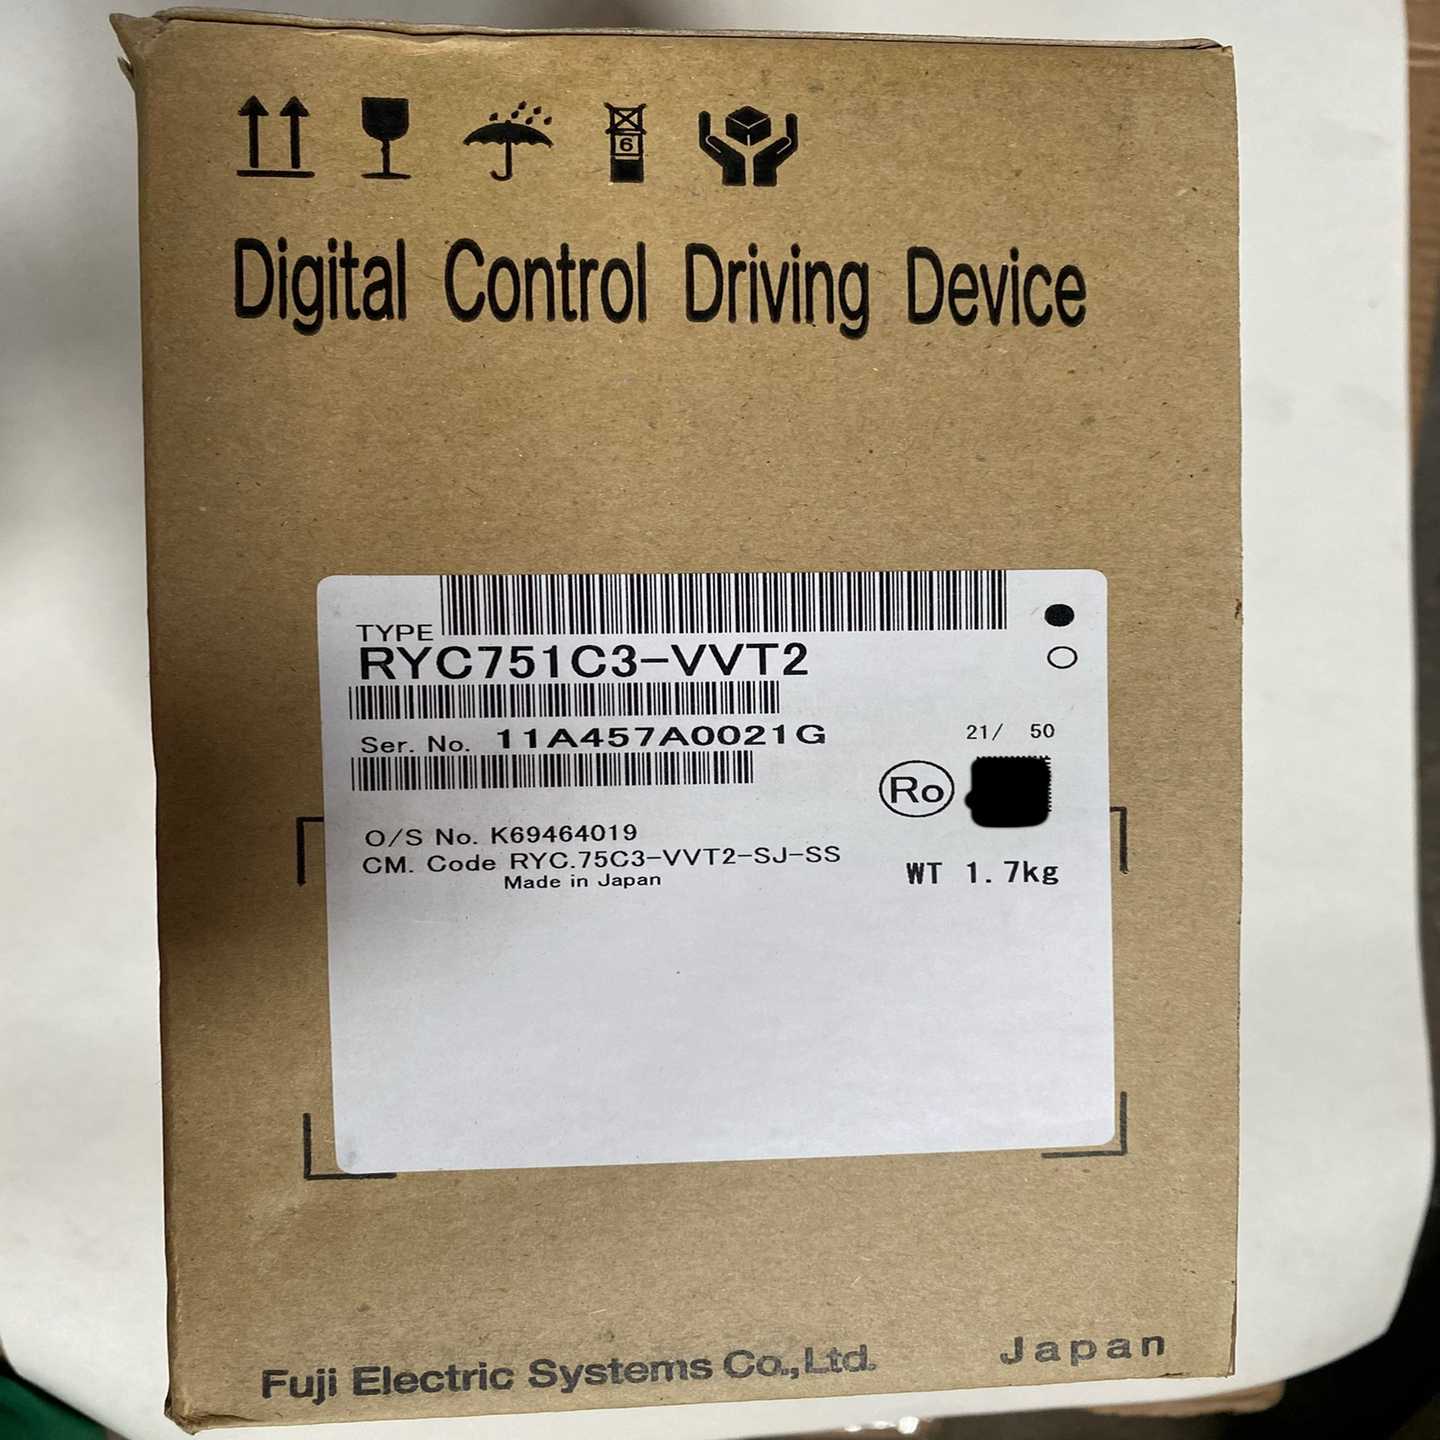 6
Digital Control Driving Device
TYPE
RYC751C3-VVT2
Ser. No. 11A457A0021G
21/ 50
Ro
O/S No. K69464019
CM. Code RYC.75C3-VVT2-SJ-SS
Made in Japan
WT 1.7kg
Fuji Electric Systems Co.,Ltd.
Japan